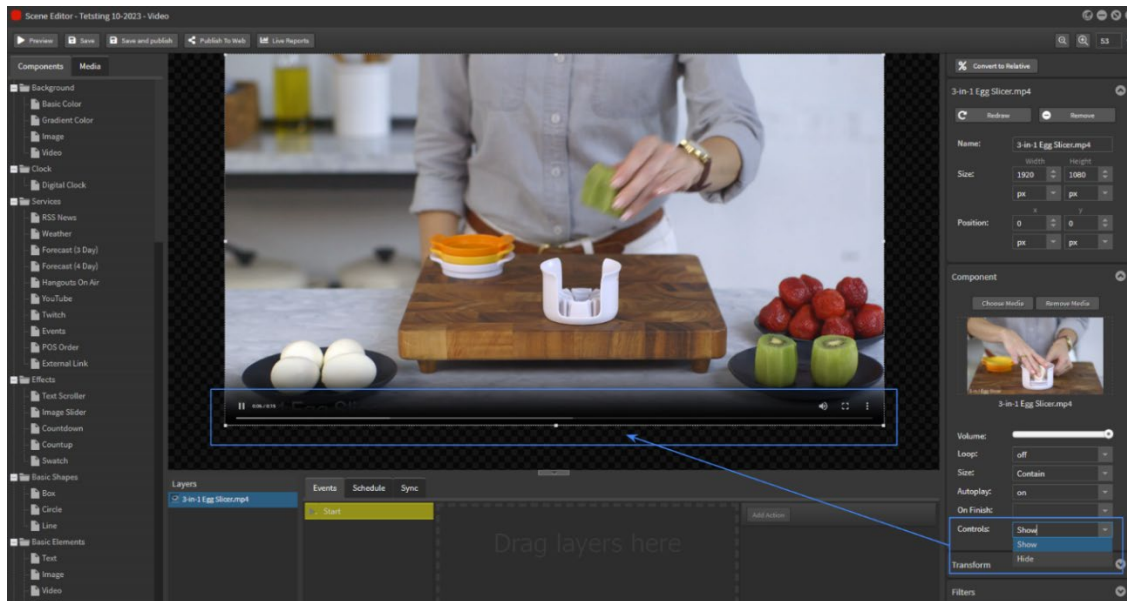 Scene Editor - Tetsting 10-2023 - Video
Preview Save Save and publish Publish To Web Live Reports 53
Components Media
Background
Basic Color
Gradient Color
Image
Video
Clock
Digital Clock
Services
RSS News
Weather
Forecast (3 Day)
Forecast (4 Day)
Hangouts On Air
YouTube
Twitch
Events
POS Order
External Link
Effects
Text Scroller
Image Slider
Countdown
Countup
Swatch
Basic Shapes
Box
Circle
Line
Basic Elements
Text
Image
Video
Layers
3-in-1 Egg Slicer.mp4
Events Schedule Sync
Start
Drag layers here
Add Action
Convert to Relative
3-in-1 Egg Slicer.mp4
Redraw Remove
Name: 3-in-1 Egg Slicer.mp4
Width Height
Size: 1920 1080
px px
x y
Position: 0 0
px px
Component
Choose Media Remove Media
3-in-1 Egg Slicer.mp4
Volume:
Loop: off
Size: Contain
Autoplay: on
On Finish:
Controls: Show
Show
Hide
Transform
Filters